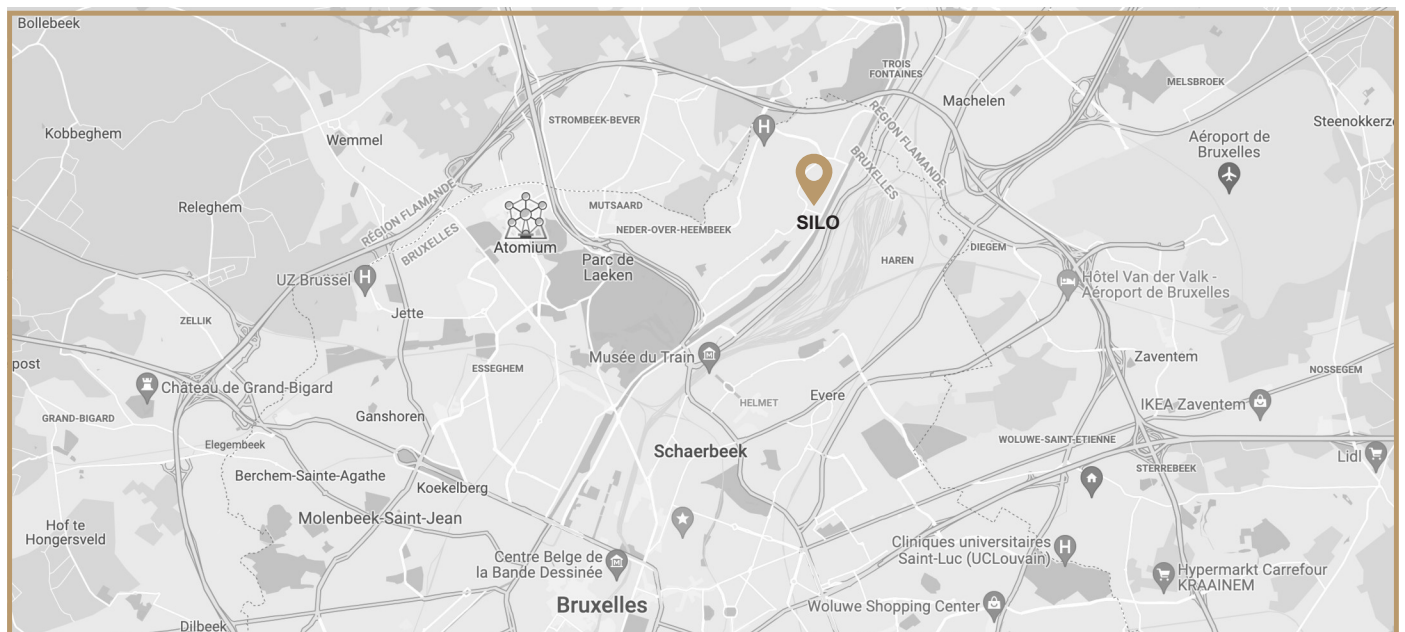 Bollebeek
TROIS
FONTAINES
MELSBROEK
Machelen
STROMBEEK-BEVER
H
RÉGION FLAMANDE
BRUXELLES
Steenokkerze
Kobbeghem
Wemmel
Aéroport de
Bruxelles
Releghem
RÉGION FLAMANDE
BRUXELLES
MUTSAARD
NEDER-OVER-HEEMBEEK
SILO
Atomium
DIEGEM
Parc de
Laeken
HAREN
UZ Brussel
H
Hôtel Van der Valk -
Aéroport de Bruxelles
Jette
ZELLIK
Musée du Train
Zaventem
post
ESSEGHEM
NOSSEGEM
Château de Grand-Bigard
Evere
HELMET
IKEA Zaventem
GRAND-BIGARD
Ganshoren
WOLUWE-SAINT-ETIENNE
Elegembeek
Schaerbeek
Lidl
STERREBEEK
Berchem-Sainte-Agathe
Koekelberg
Molenbeek-Saint-Jean
Hof te
Hongersveld
Cliniques universitaires
Saint-Luc (UCLouvain)
H
Centre Belge de
la Bande Dessinée
Hypermarkt Carrefour
KRAAINEM
Bruxelles
Woluwe Shopping Center
Dilbeek